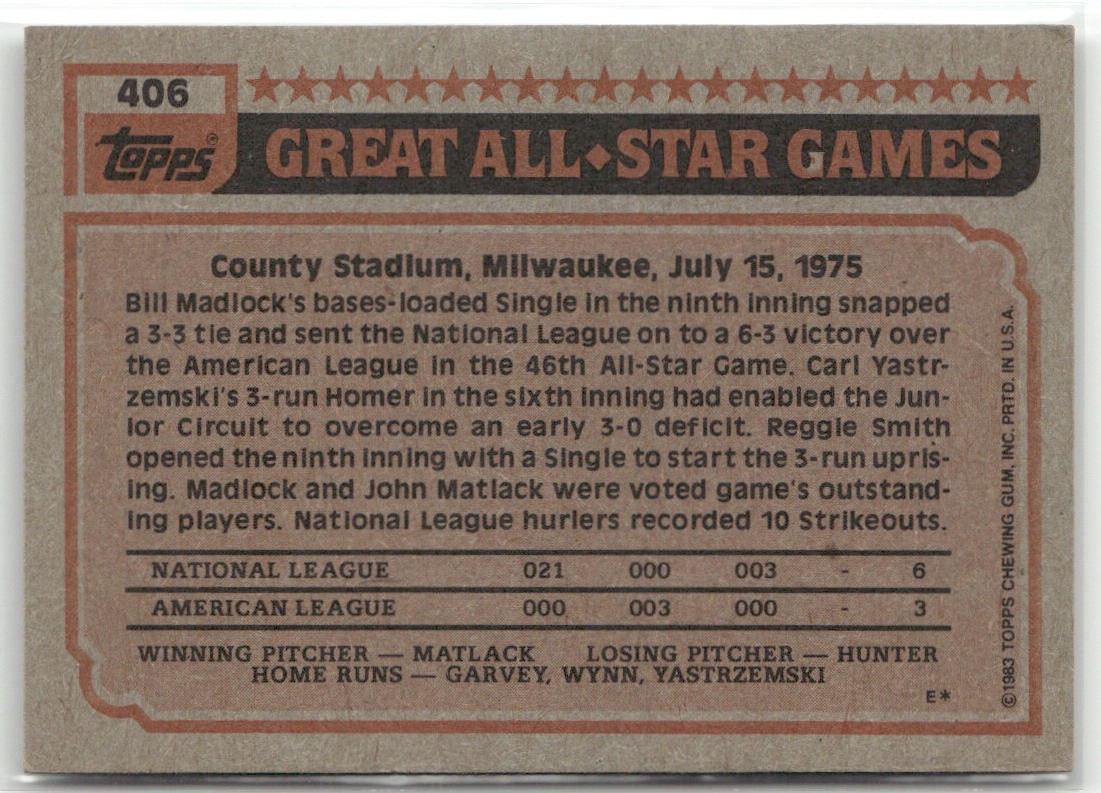 406
topps®
GREAT ALL◆STAR GAMES
County Stadium, Milwaukee, July 15, 1975
Bill Madlock's bases-loaded Single in the ninth inning snapped
a 3-3 tie and sent the National League on to a 6-3 victory over
the American League in the 46th All-Star Game. Carl Yastr-
zemski's 3-run Homer in the sixth inning had enabled the Jun-
ior Circuit to overcome an early 3-0 deficit. Reggie Smith
opened the ninth inning with a Single to start the 3-run upris-
ing. Madlock and John Matlack were voted game's outstand-
ing players. National League hurlers recorded 10 Strikeouts.
NATIONAL LEAGUE 021 000 003 - 6
AMERICAN LEAGUE 000 003 000 - 3
WINNING PITCHER — MATLACK LOSING PITCHER — HUNTER
HOME RUNS — GARVEY, WYNN, YASTRZEMSKI
E*
©1983 TOPPS CHEWING GUM, INC. PRTD. IN U.S.A.